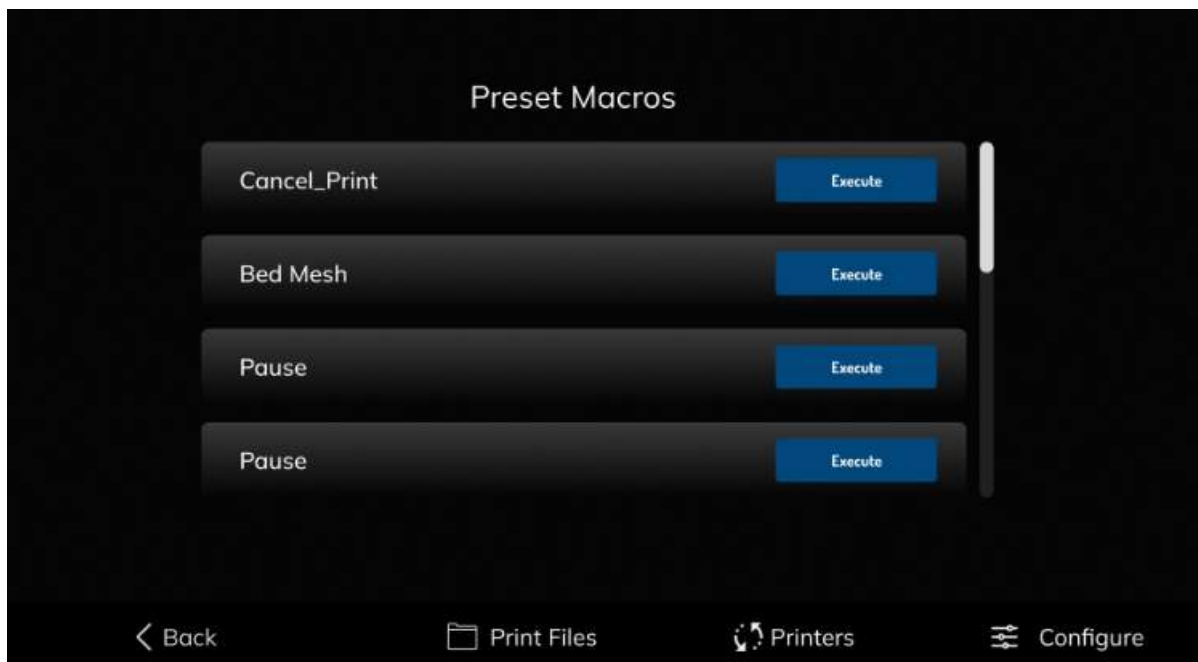 Preset Macros
Cancel_Print Execute
Bed Mesh Execute
Pause Execute
Pause Execute
Back Print Files Printers Configure